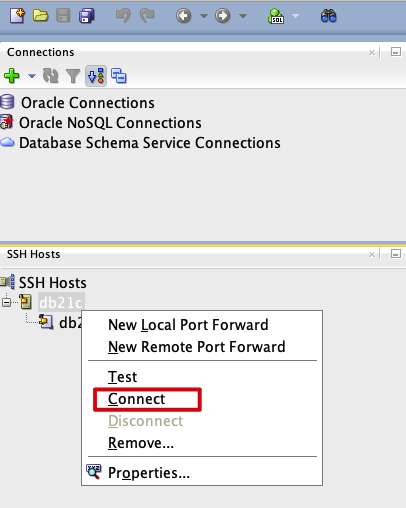 SQL
Connections
Oracle Connections
Oracle NoSQL Connections
Database Schema Service Connections
SSH Hosts
SSH Hosts
db21c
New Local Port Forward
New Remote Port Forward
Test
Connect
Disconnect
Remove...
Properties...